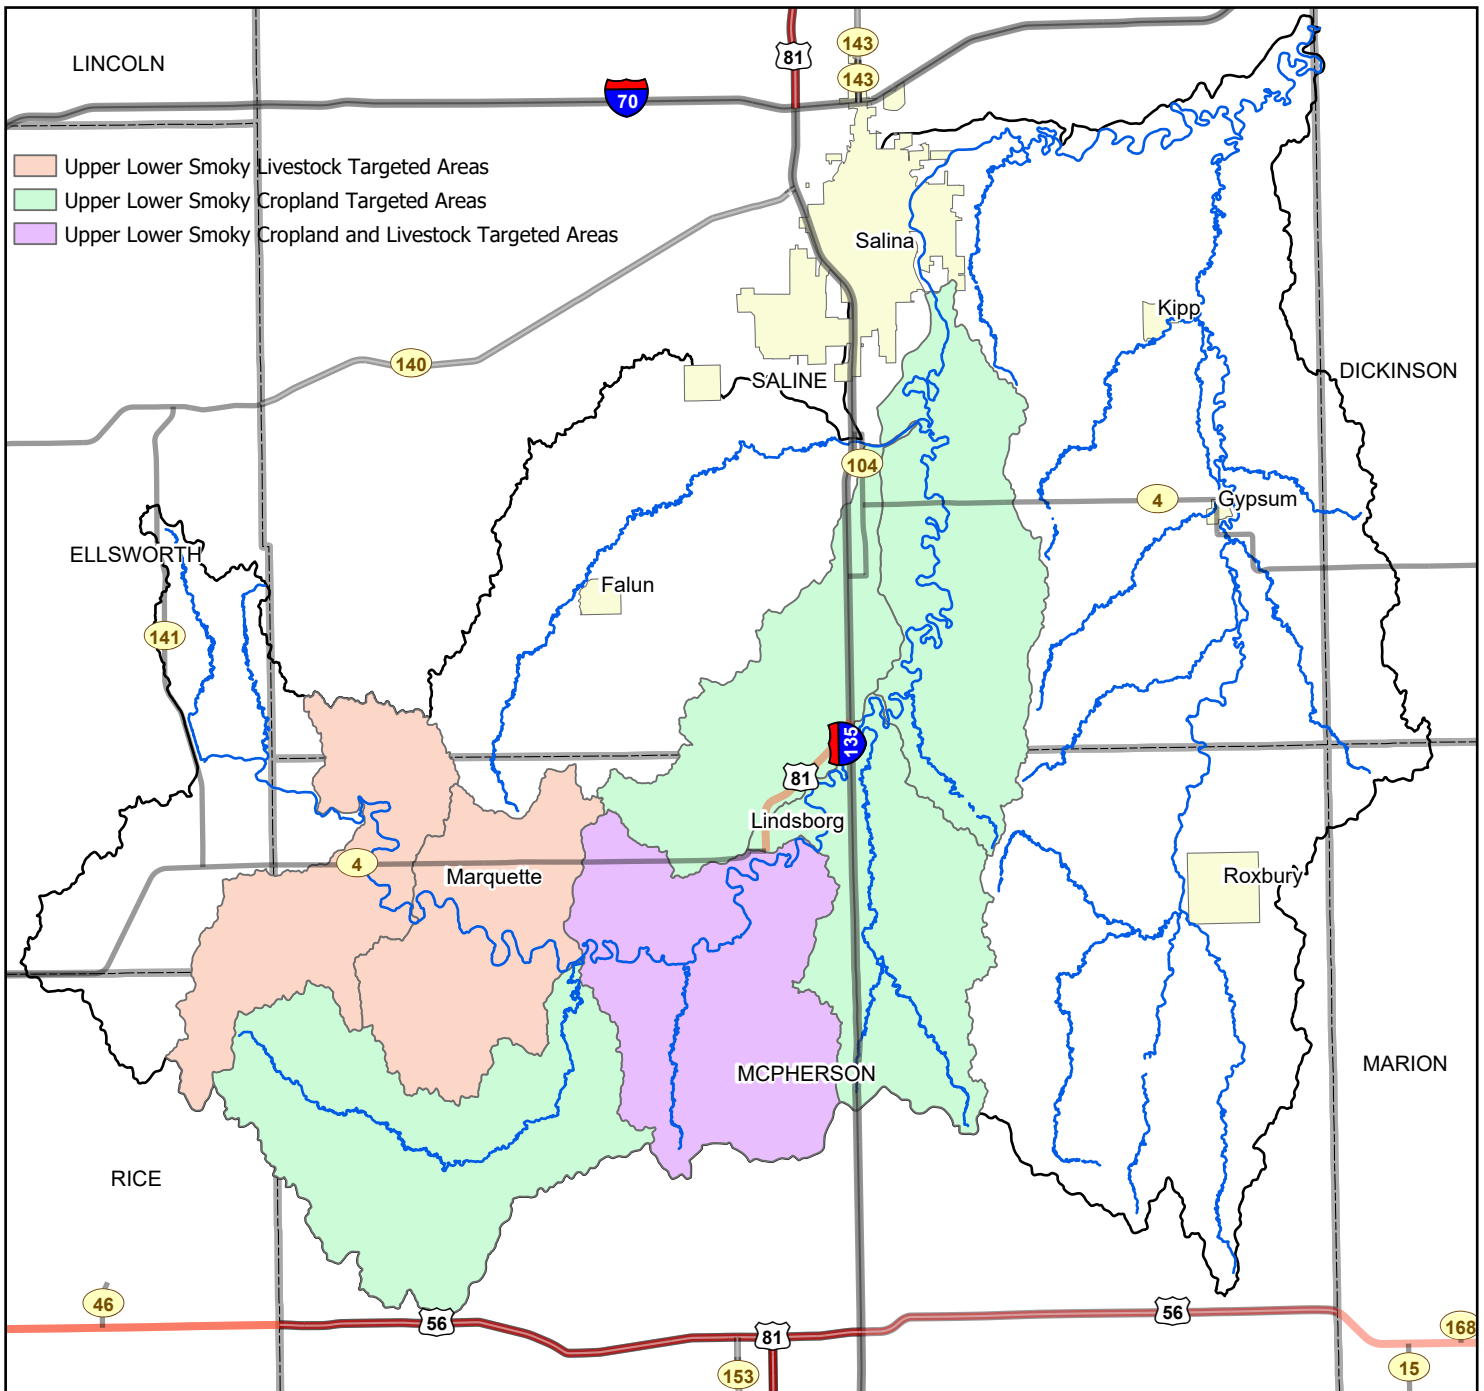 143
81
143
LINCOLN
70
Upper Lower Smoky Livestock Targeted Areas
Upper Lower Smoky Cropland Targeted Areas
Upper Lower Smoky Cropland and Livestock Targeted Areas
Salina
Kipp
140
SALINE
DICKINSON
104
4
Gypsum
ELLSWORTH
Falun
141
135
81
Lindsborg
4
Marquette
Roxbury
MCPHERSON
MARION
RICE
46
56
56
81
168
153
15